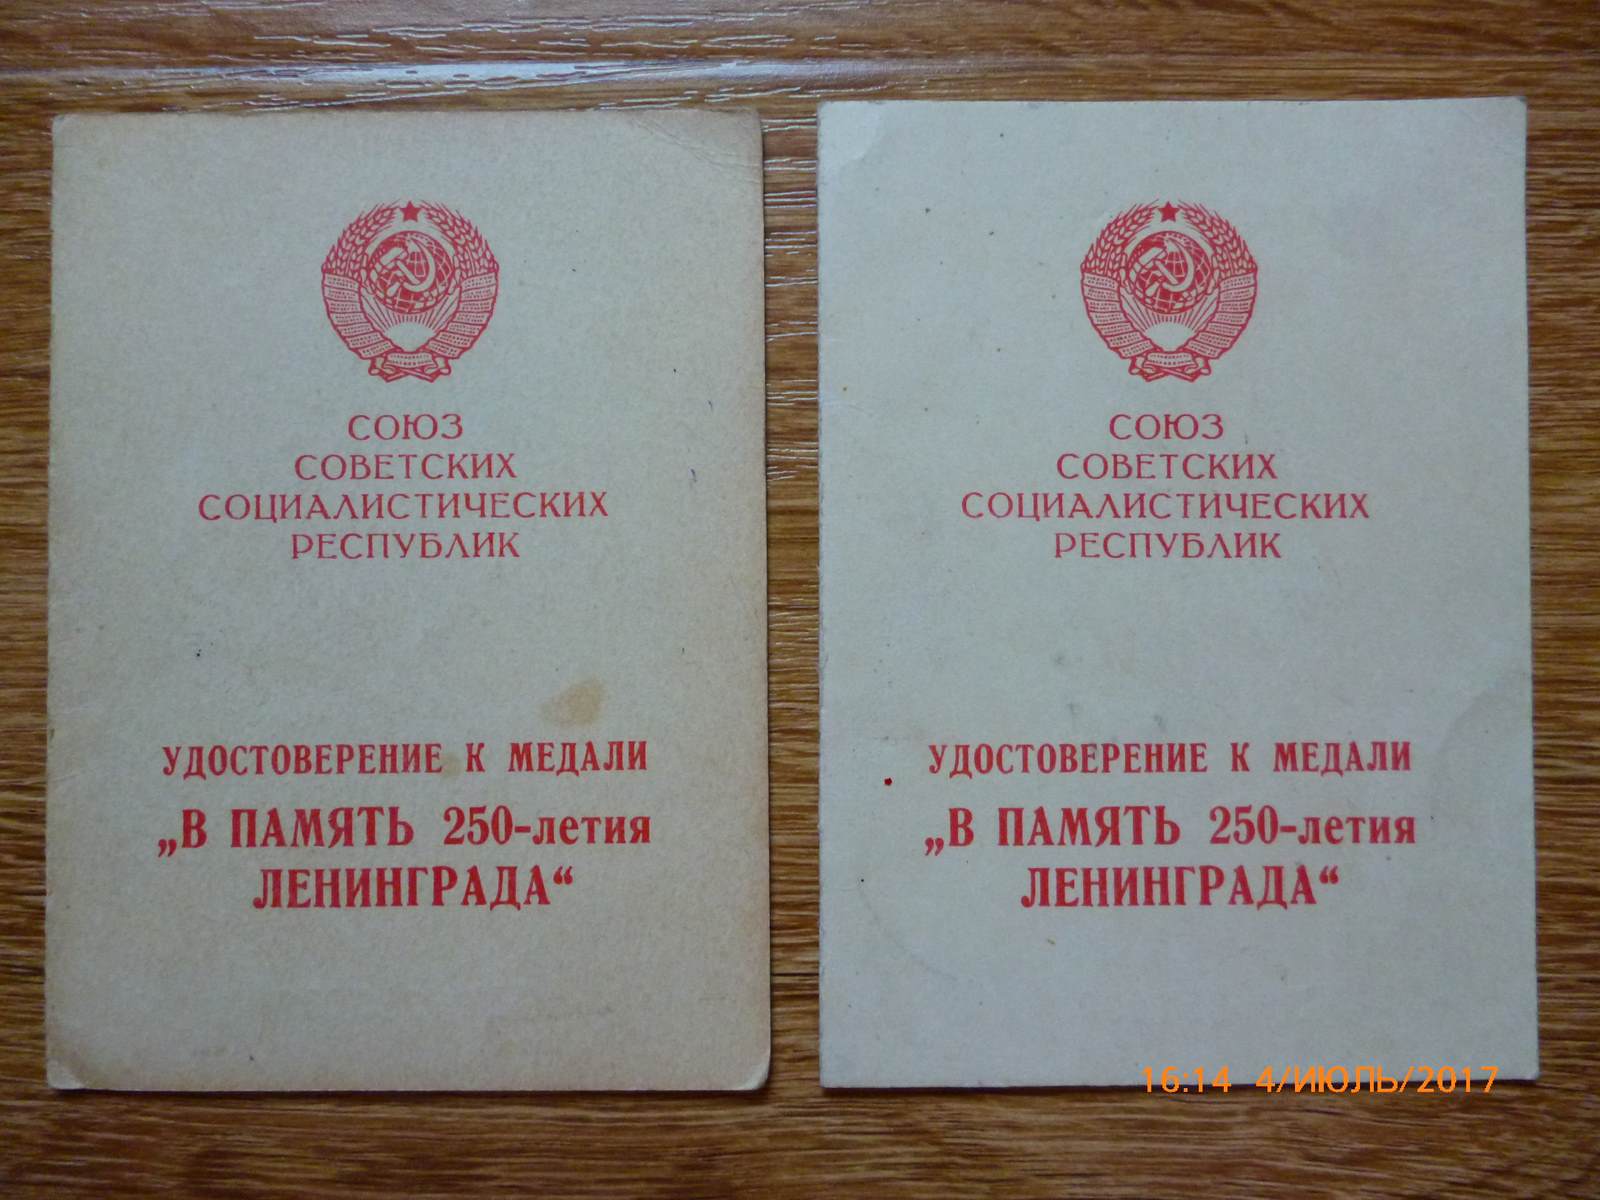 СОЮЗ
СОВЕТСКИХ
СОЦИАЛИСТИЧЕСКИХ
РЕСПУБЛИК
УДОСТОВЕРЕНИЕ К МЕДАЛИ
„В ПАМЯТЬ 250-летия
ЛЕНИНГРАДА“
СОЮЗ
СОВЕТСКИХ
СОЦИАЛИСТИЧЕСКИХ
РЕСПУБЛИК
УДОСТОВЕРЕНИЕ К МЕДАЛИ
„В ПАМЯТЬ 250-летия
ЛЕНИНГРАДА“
16:14 4/ИЮЛЬ/2017